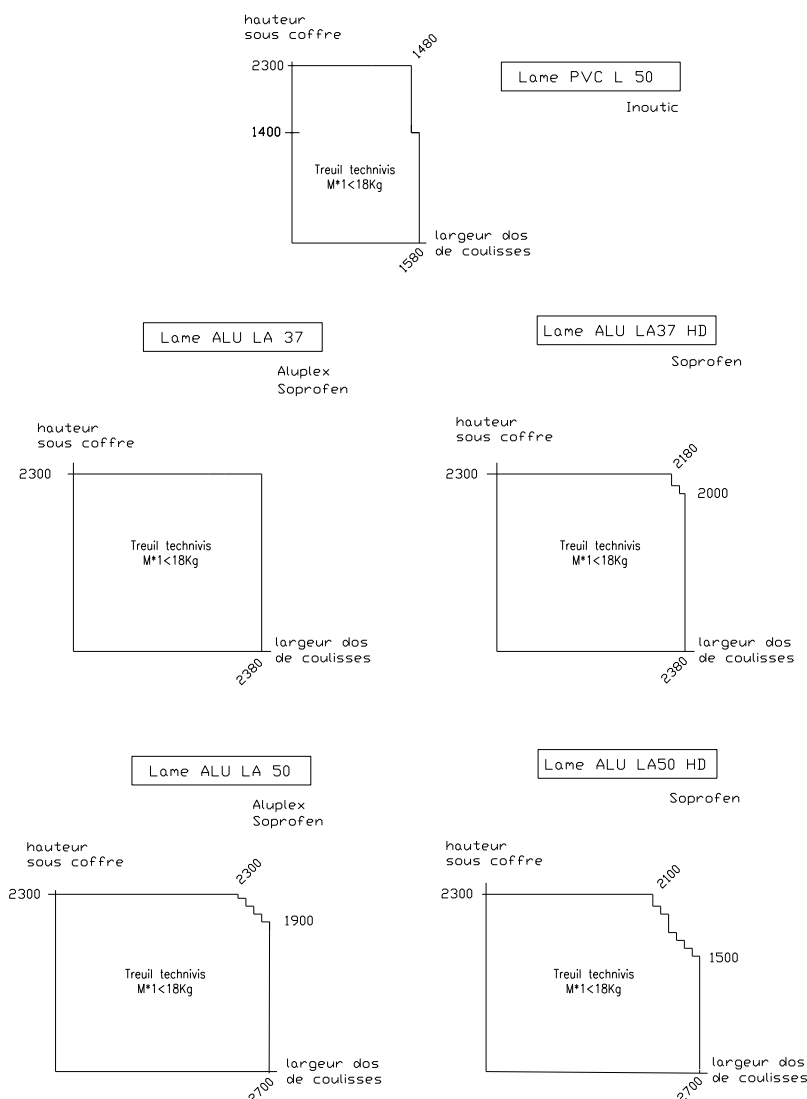 hauteur
sous coffre
1480
2300
Lame PVC L 50
Inoutic
1400
Treuil technivis
M*1<18Kg
largeur dos
de coulisses
1580
Lame ALU LA 37
Aluplex
Soprofen
hauteur
sous coffre
2300
Treuil technivis
M*1<18Kg
largeur dos
de coulisses
2380
Lame ALU LA37 HD
Soprofen
hauteur
sous coffre
2180
2300
2000
Treuil technivis
M*1<18Kg
largeur dos
de coulisses
2380
Lame ALU LA 50
Aluplex
Soprofen
hauteur
sous coffre
2300
2300
1900
Treuil technivis
M*1<18Kg
largeur dos
de coulisses
2700
Lame ALU LA50 HD
Soprofen
hauteur
sous coffre
2100
2300
1500
Treuil technivis
M*1<18Kg
largeur dos
de coulisses
2700